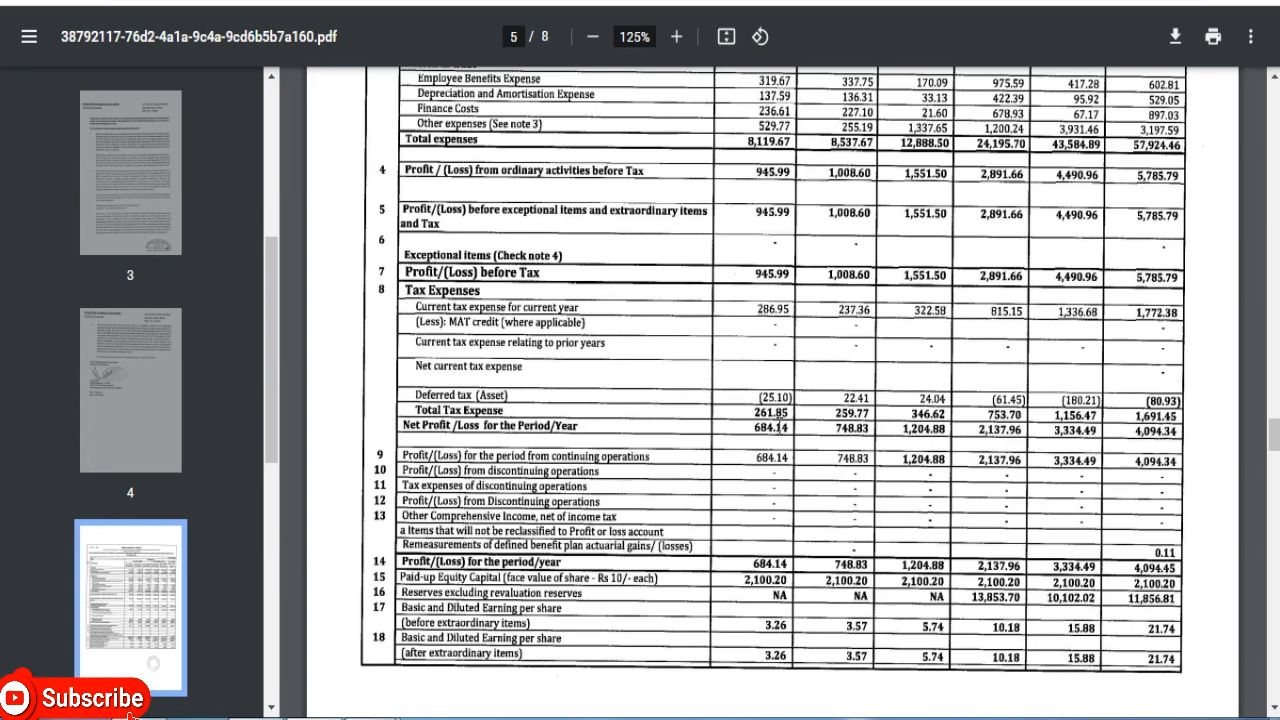 38792117-76d2-4a1a-9c4a-9cd6b5b7a160.pdf 5 / 8 125%
Employee Benefits Expense 319.67 337.75 170.09 975.59 417.28 602.81
Depreciation and Amortisation Expense 137.59 136.31 33.13 422.39 95.92 529.05
Finance Costs 236.61 227.10 21.60 678.93 67.17 897.03
Other expenses (See note 3) 529.77 255.19 1,337.65 1,200.24 3,931.46 3,197.59
Total expenses 8,119.67 8,537.67 12,888.50 24,195.70 43,584.89 57,924.46
4 Profit / (Loss) from ordinary activities before Tax 945.99 1,008.60 1,551.50 2,891.66 4,490.96 5,785.79
5 Profit/(Loss) before exceptional items and extraordinary items 945.99 1,008.60 1,551.50 2,891.66 4,490.96 5,785.79
and Tax
6 - - -
Exceptional items (Check note 4)
7 Profit/(Loss) before Tax 945.99 1,008.60 1,551.50 2,891.66 4,490.96 5,785.79
8 Tax Expenses
Current tax expense for current year 286.95 237.36 322.58 815.15 1,336.68 1,772.38
(Less): MAT credit (where applicable) - - - - - -
Current tax expense relating to prior years - - - - - -
Net current tax expense -
Deferred tax (Asset) (25.10) 22.41 24.04 (61.45) (180.21) (80.93)
Total Tax Expense 261.85 259.77 346.62 753.70 1,156.47 1,691.45
Net Profit /Loss for the Period/Year 684.14 748.83 1,204.88 2,137.96 3,334.49 4,094.34
9 Profit/(Loss) for the period from continuing operations 684.14 748.83 1,204.88 2,137.96 3,334.49 4,094.34
10 Profit/(Loss) from discontinuing operations - - - - - -
11 Tax expenses of discontinuing operations - - - - - -
12 Profit/(Loss) from Discontinuing operations - - - - - -
13 Other Comprehensive Income, net of income tax - - - - - -
a Items that will not be reclassified to Profit or loss account
Remeasurements of defined benefit plan actuarial gains/ (losses) - - - - 0.11
14 Profit/(Loss) for the period/year 684.14 748.83 1,204.88 2,137.96 3,334.49 4,094.45
15 Paid-up Equity Capital (face value of share - Rs 10/- each) 2,100.20 2,100.20 2,100.20 2,100.20 2,100.20 2,100.20
16 Reserves excluding revaluation reserves NA NA NA 13,853.70 10,102.02 11,856.81
17 Basic and Diluted Earning per share
(before extraordinary items) 3.26 3.57 5.74 10.18 15.88 21.74
18 Basic and Diluted Earning per share
(after extraordinary items) 3.26 3.57 5.74 10.18 15.88 21.74
3
4
Subscribe